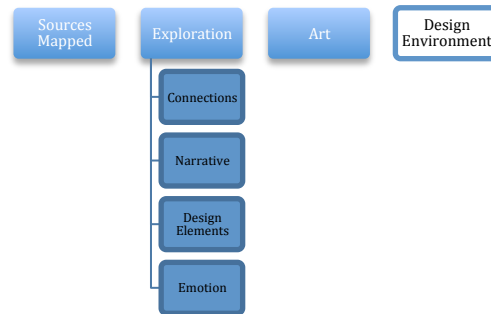 Sources
Mapped
Exploration
Art
Design
Environment
Connections
Narrative
Design
Elements
Emotion